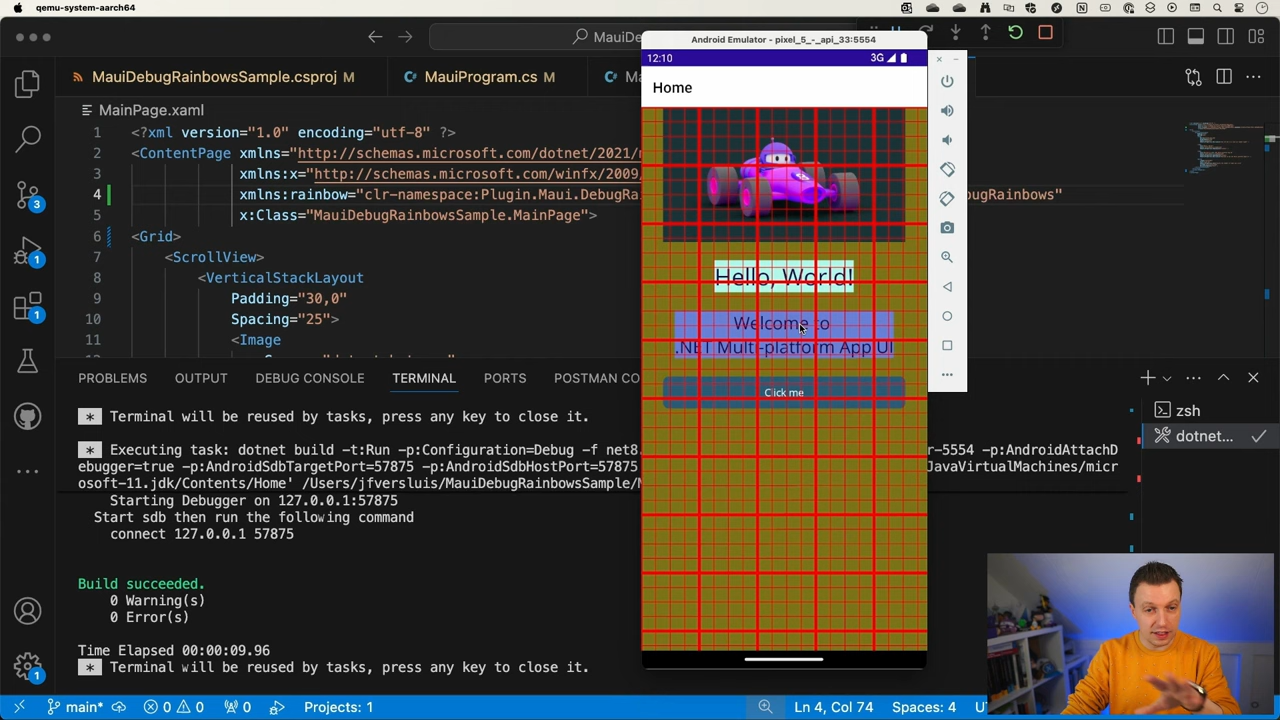 qemu-system-aarch64
MauiDe
Android Emulator - pixel_5_-_api_33:5554
MauiDebugRainbowsSample.csproj M
MauiProgram.cs M
12:10
3G
Home
MainPage.xaml
1 <?xml version="1.0" encoding="utf-8" ?>
2 <ContentPage xmlns="http://schemas.microsoft.com/dotnet/2021/
3 xmlns:x="http://schemas.microsoft.com/winfx/2009
4 xmlns:rainbow="clr-namespace:Plugin.Maui.DebugRa
bugRainbows"
5 x:Class="MauiDebugRainbowsSample.MainPage">
6 <Grid>
7 <ScrollView>
8 <VerticalStackLayout
9 Padding="30,0"
10 Spacing="25">
11 <Image
Hello, World!
Welcome to
.NET Multi-platform App UI
Click me
PROBLEMS OUTPUT DEBUG CONSOLE TERMINAL PORTS POSTMAN CO
* Terminal will be reused by tasks, press any key to close it.
* Executing task: dotnet build -t:Run -p:Configuration=Debug -f net8
r-5554 -p:AndroidAttachD
ebugger=true -p:AndroidSdbTargetPort=57875 -p:AndroidSdbHostPort=57875
JavaVirtualMachines/micr
osoft-11.jdk/Contents/Home' /Users/jfversluis/MauiDebugRainbowsSample/
Starting Debugger on 127.0.0.1:57875
Start sdb then run the following command
connect 127.0.0.1 57875
Build succeeded.
0 Warning(s)
0 Error(s)
Time Elapsed 00:00:09.96
* Terminal will be reused by tasks, press any key to close it.
zsh
dotnet...
3
1
1
1
main*
0 0
0
Projects: 1
Ln 4, Col 74
Spaces: 4